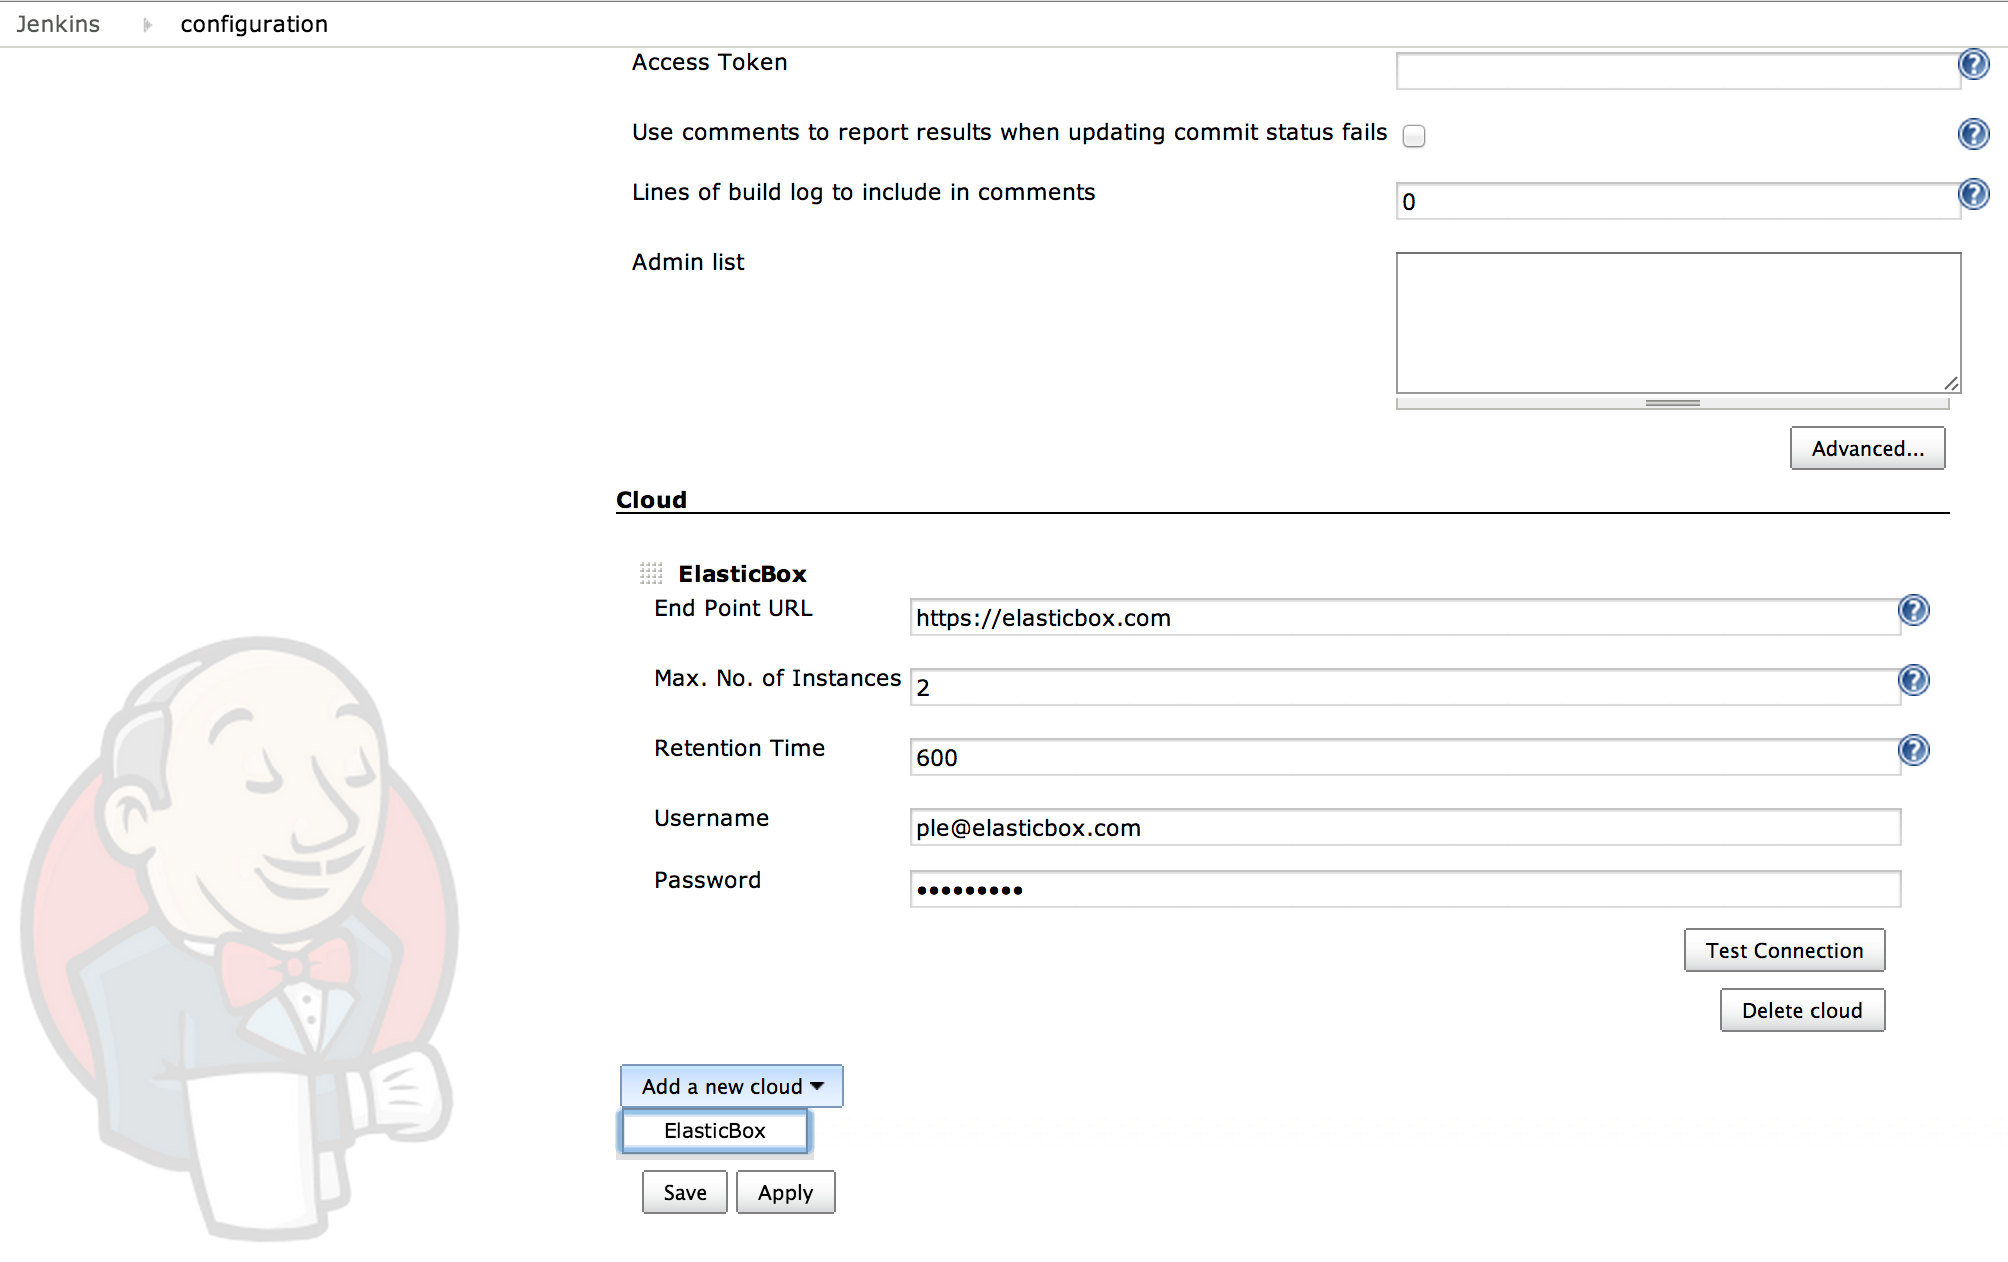 Jenkins configuration
Access Token
Use comments to report results when updating commit status fails
Lines of build log to include in comments 0
Admin list
Advanced...
Cloud
ElasticBox
End Point URL https://elasticbox.com
Max. No. of Instances 2
Retention Time 600
Username ple@elasticbox.com
Password •••••••••
Test Connection
Delete cloud
Add a new cloud
ElasticBox
Save Apply